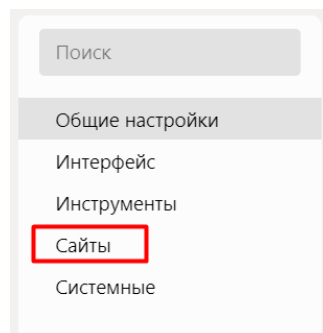 Поиск
Общие настройки
Интерфейс
Инструменты
Сайты
Системные